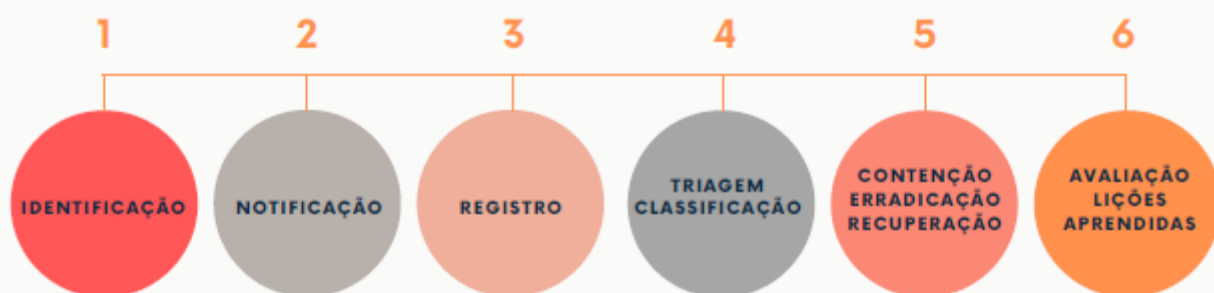 1 2 3 4 5 6
IDENTIFICAÇÃO
NOTIFICAÇÃO
REGISTRO
TRIAGEM
CLASSIFICAÇÃO
CONTENÇÃO
ERRADICAÇÃO
RECUPERAÇÃO
AVALIAÇÃO
LIÇÕES
APRENDIDAS